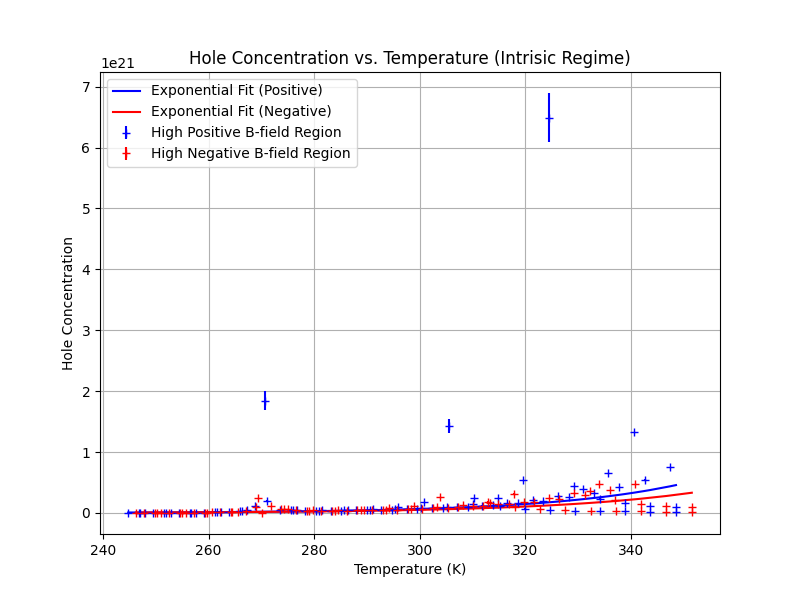 Hole Concentration vs. Temperature (Intrisic Regime)
1e21
Exponential Fit (Positive)
Exponential Fit (Negative)
High Positive B-field Region
High Negative B-field Region
7
6
5
4
3
2
1
0
Hole Concentration
240 260 280 300 320 340
Temperature (K)